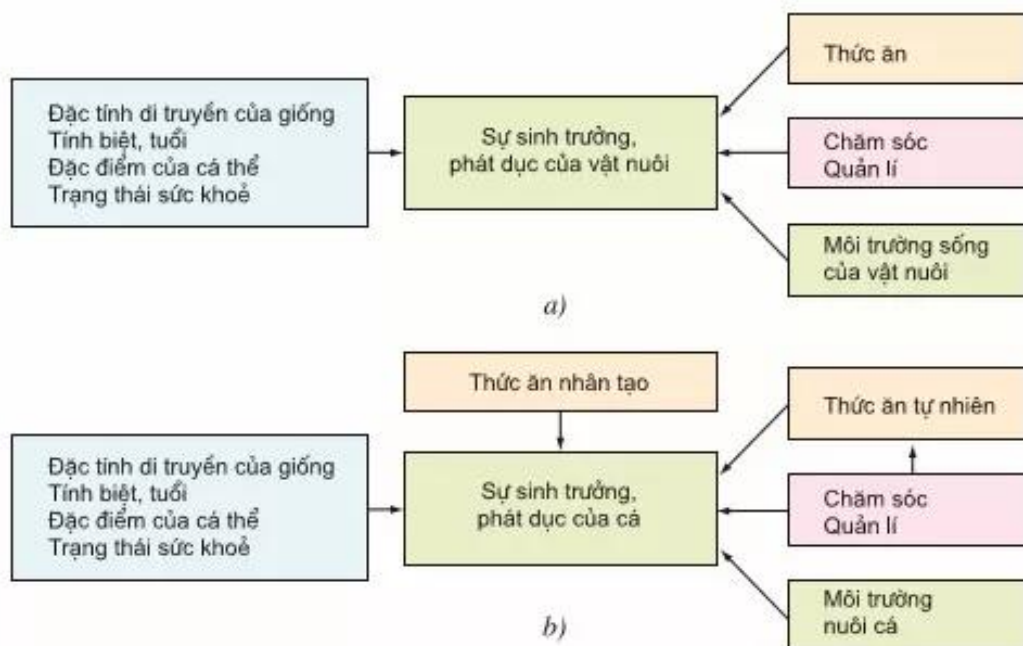 Đặc tính di truyền của giống
Tính biệt, tuổi
Đặc điểm của cá thể
Trạng thái sức khoẻ
Sự sinh trưởng,
phát dục của vật nuôi
Thức ăn
Chăm sóc
Quản lí
Môi trường sống
của vật nuôi
a)
Thức ăn nhân tạo
Đặc tính di truyền của giống
Tính biệt, tuổi
Đặc điểm của cá thể
Trạng thái sức khoẻ
Sự sinh trưởng,
phát dục của cá
Thức ăn tự nhiên
Chăm sóc
Quản lí
Môi trường
nuôi cá
b)